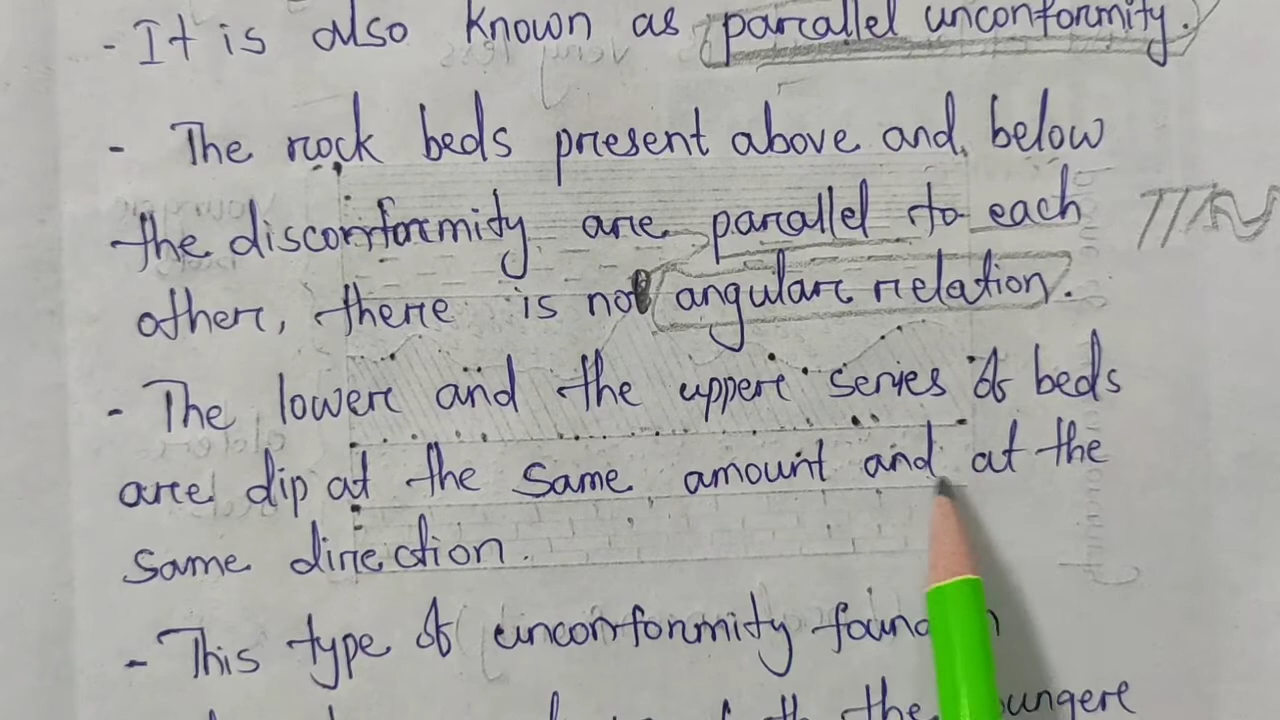 - It is also known as parallel unconformity.
- The rock beds present above and below
the disconformity are parallel to each
other, there is no angular relation.
- The lower and the upper series of beds
are dip at the same amount and at the
same direction.
- This type of unconformity found
the